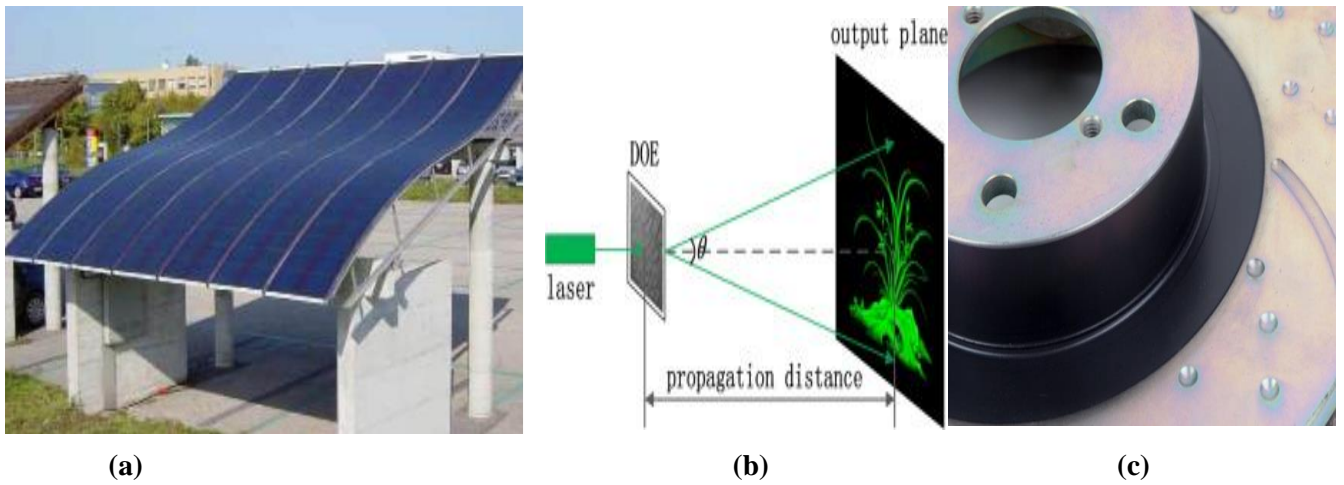 output plane
DOE
θ
laser
propagation distance
(a)
(b)
(c)